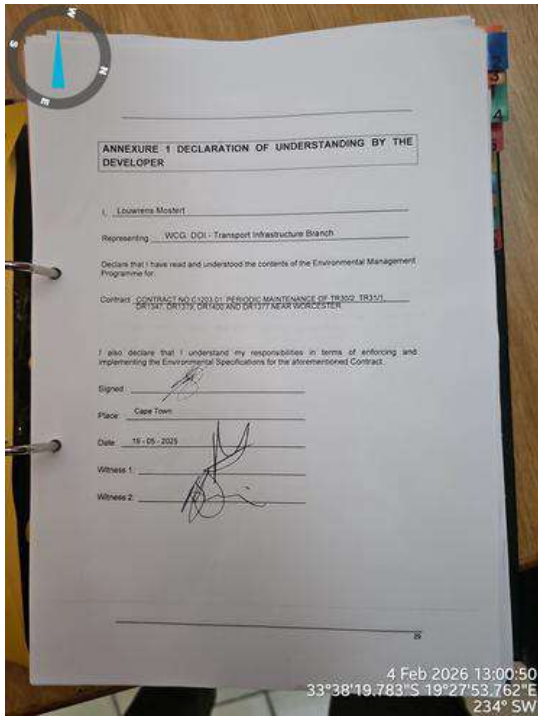 W
S
N
E
2
3
4
ANNEXURE 1 DECLARATION OF UNDERSTANDING BY THE
DEVELOPER
I, Louwrens Mostert
Representing WCG: DOI - Transport Infrastructure Branch
Declare that I have read and understood the contents of the Environmental Management
Programme for:
Contract CONTRACT NO C1203.01: PERIODIC MAINTENANCE OF TR30/2, TR31/1,
DR1347, DR1379, DR1400 AND DR1377 NEAR WORCESTER
I also declare that I understand my responsibilities in terms of enforcing and
implementing the Environmental Specifications for the aforementioned Contract.
Signed
Place: Cape Town
Date: 19 - 05 - 2025
Witness 1:
Witness 2:
29
4 Feb 2026 13:00:50
33°38'19.783"S 19°27'53.762"E
234° SW